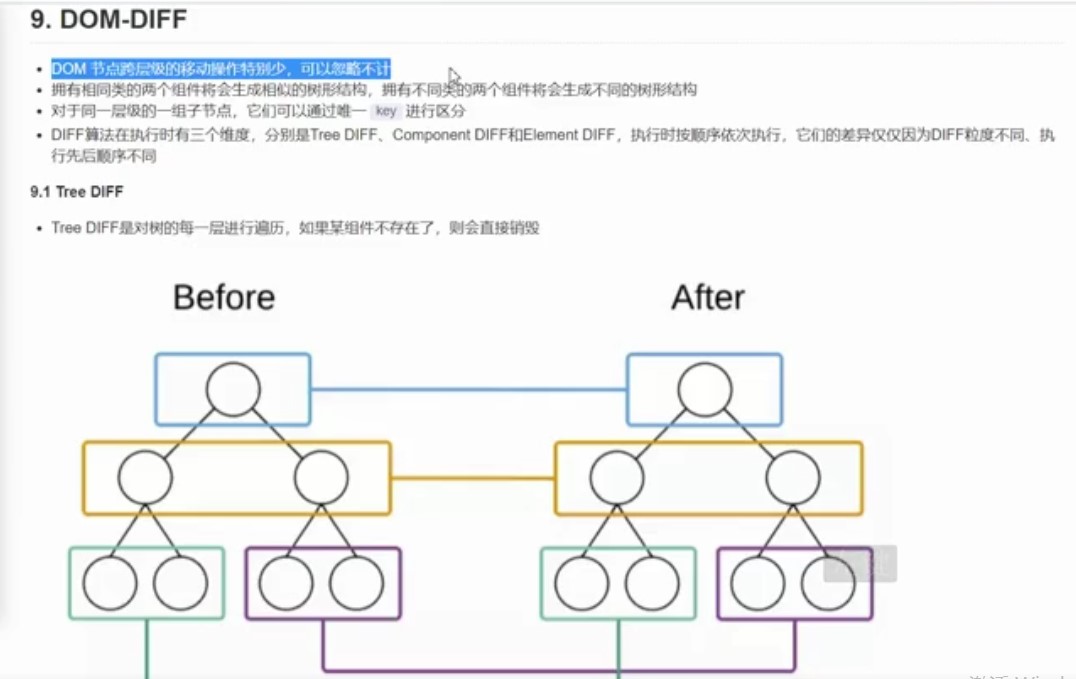 9. DOM-DIFF
DOM 节点跨层级的移动操作特别少，可以忽略不计
拥有相同类的两个组件将会生成相似的树形结构，拥有不同类的两个组件将会生成不同的树形结构
对于同一层级的一组子节点，它们可以通过唯一 key 进行区分
DIFF算法在执行时有三个维度，分别是Tree DIFF、Component DIFF和Element DIFF，执行时按顺序依次执行，它们的差异仅仅因为DIFF粒度不同、执
行先后顺序不同
9.1 Tree DIFF
Tree DIFF是对树的每一层进行遍历，如果某组件不存在了，则会直接销毁
Before
After